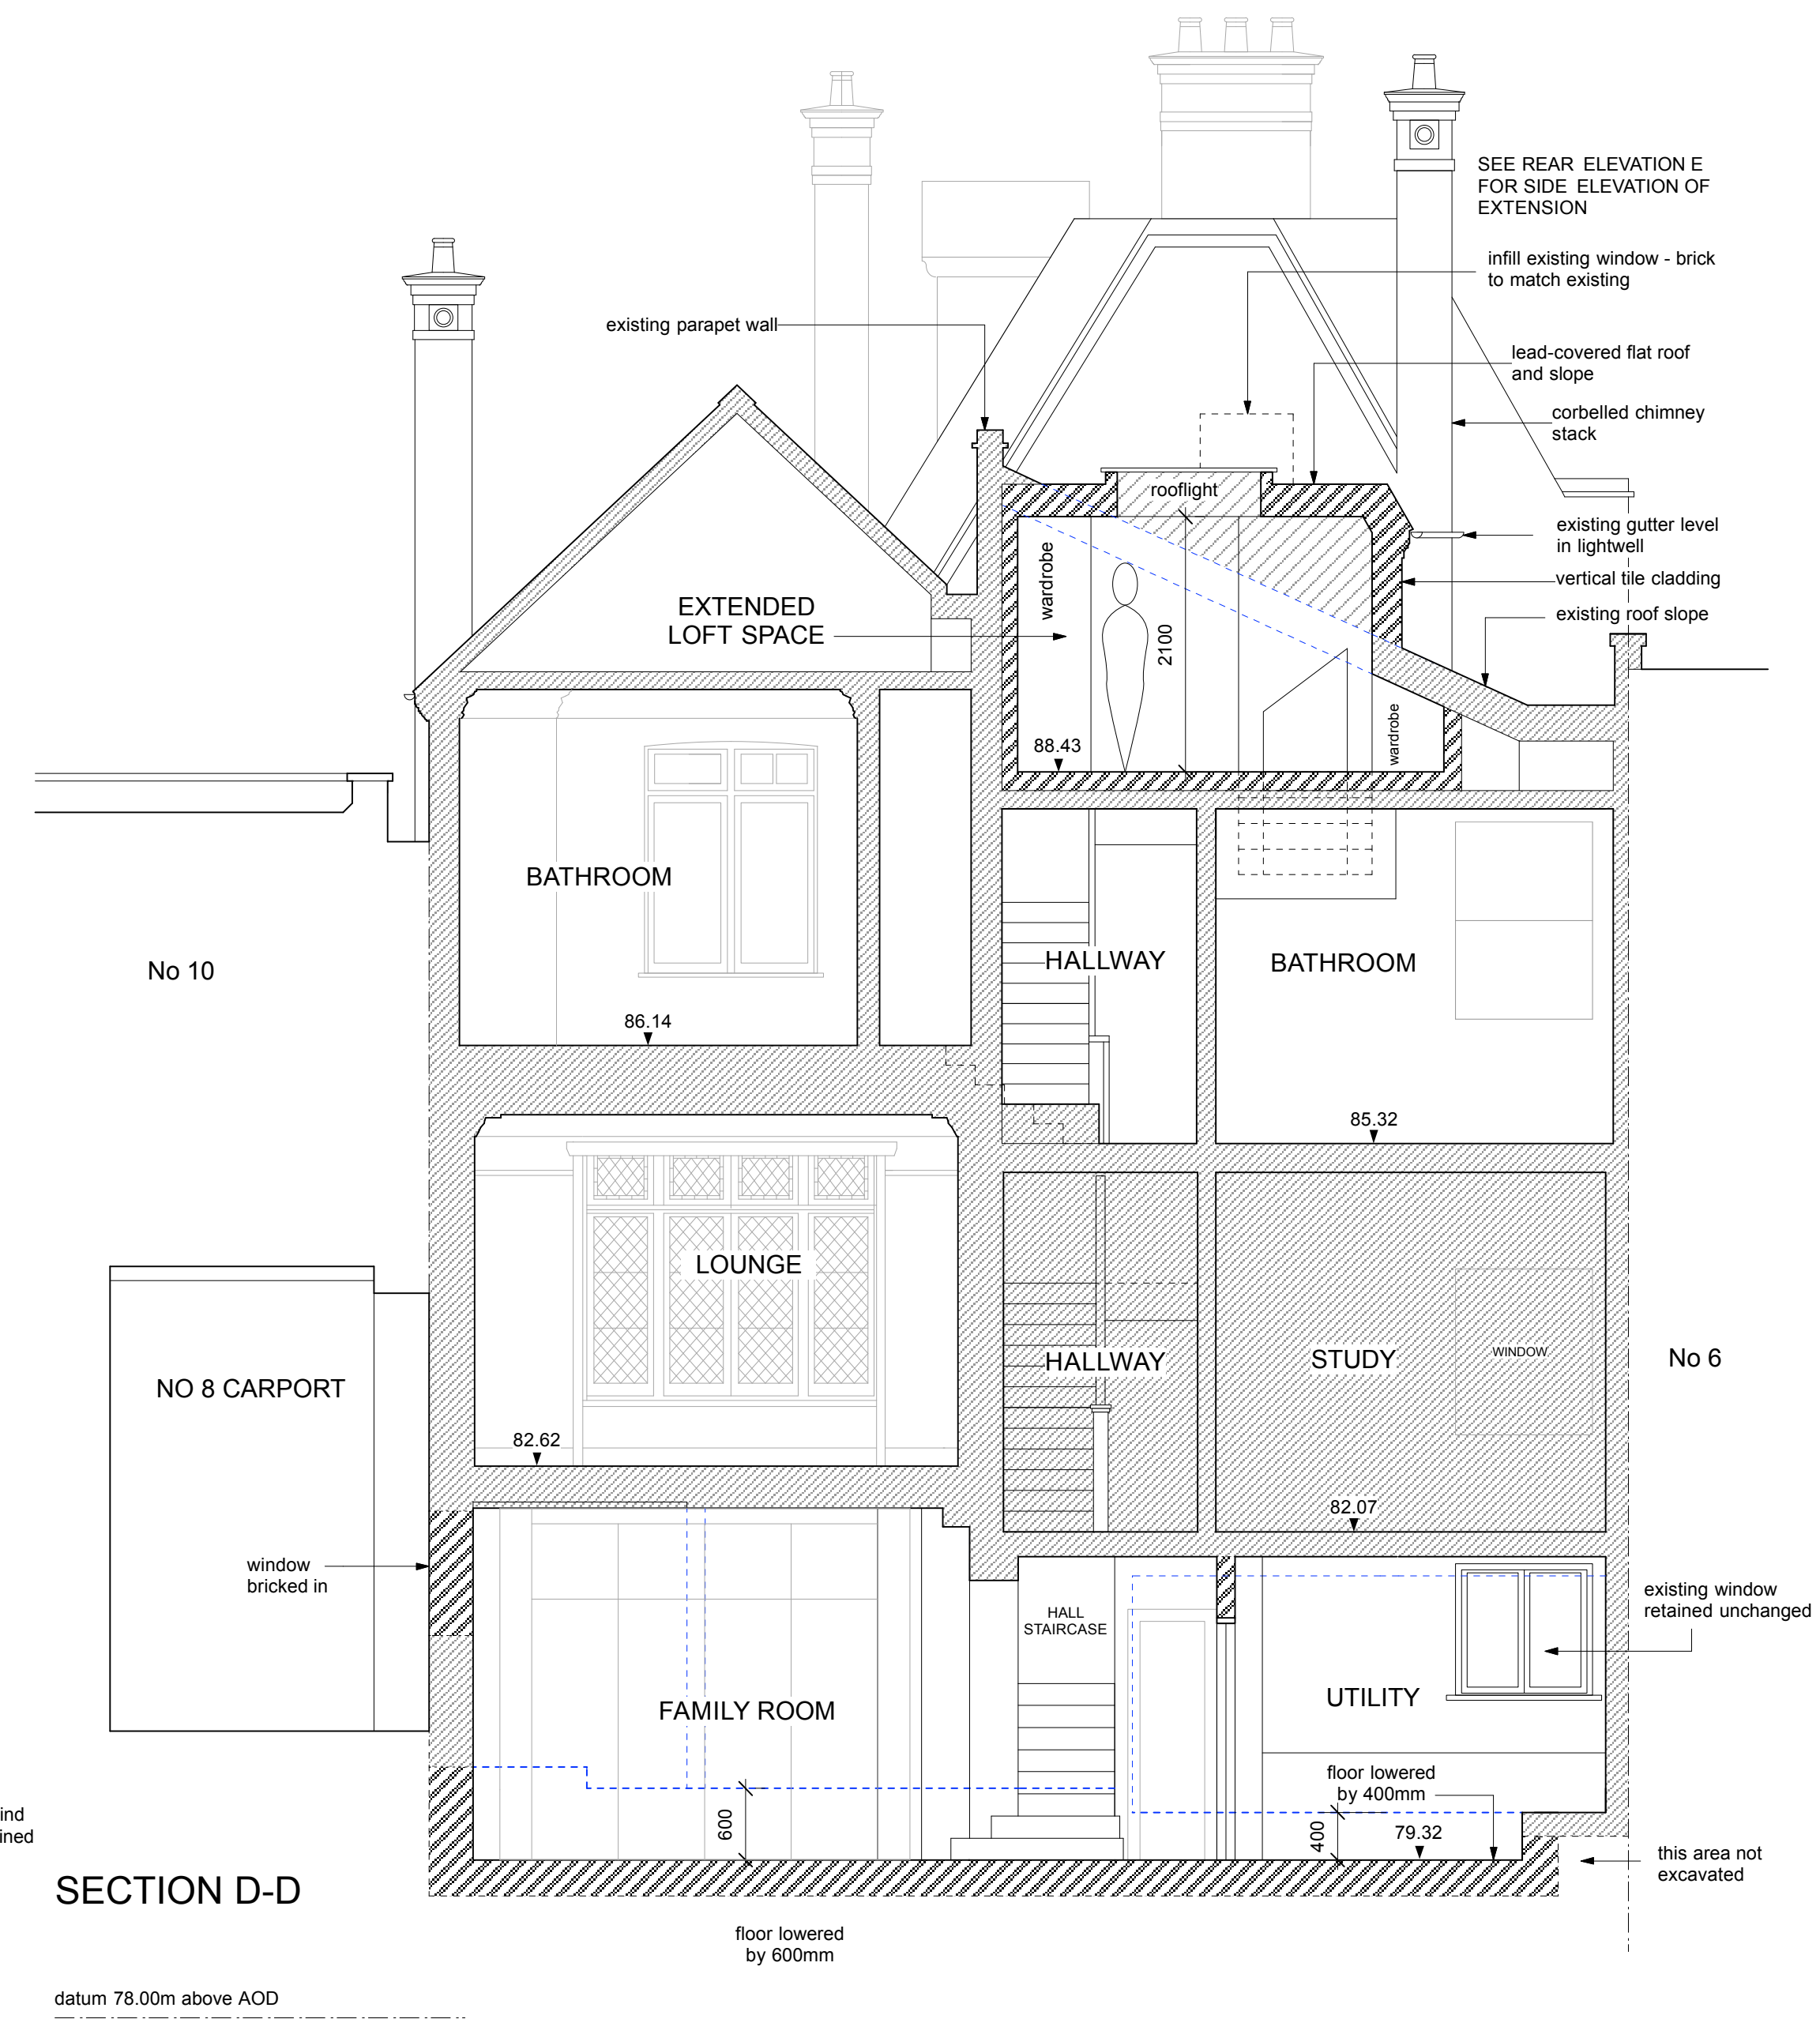 SEE REAR ELEVATION E
FOR SIDE ELEVATION OF
EXTENSION
infill existing window - brick
to match existing
existing parapet wall
lead-covered flat roof
and slope
corbelled chimney
stack
rooflight
existing gutter level
in lightwell
vertical tile cladding
existing roof slope
wardrobe
EXTENDED
LOFT SPACE
2100
wardrobe
88.43
BATHROOM
HALLWAY
BATHROOM
No 10
86.14
85.32
LOUNGE
HALLWAY
STUDY
WINDOW
No 6
NO 8 CARPORT
82.62
82.07
window
bricked in
HALL
STAIRCASE
existing window
retained unchanged
FAMILY ROOM
UTILITY
floor lowered
by 400mm
600
400
79.32
ind
ined
this area not
excavated
SECTION D-D
floor lowered
by 600mm
datum 78.00m above AOD